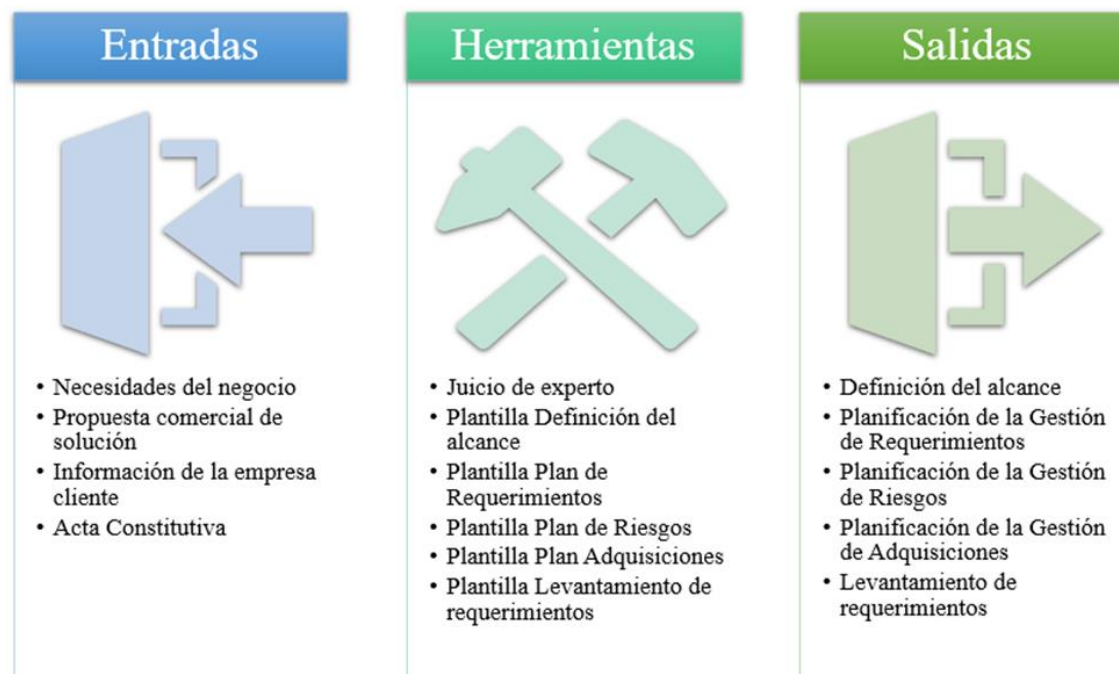 Entradas
• Necesidades del negocio
• Propuesta comercial de
solución
• Información de la empresa
cliente
• Acta Constitutiva
Herramientas
• Juicio de experto
• Plantilla Definición del
alcance
• Plantilla Plan de
Requerimientos
• Plantilla Plan de Riesgos
• Plantilla Plan Adquisiciones
• Plantilla Levantamiento de
requerimientos
Salidas
• Definición del alcance
• Planificación de la Gestión
de Requerimientos
• Planificación de la Gestión
de Riesgos
• Planificación de la Gestión
de Adquisiciones
• Levantamiento de
requerimientos